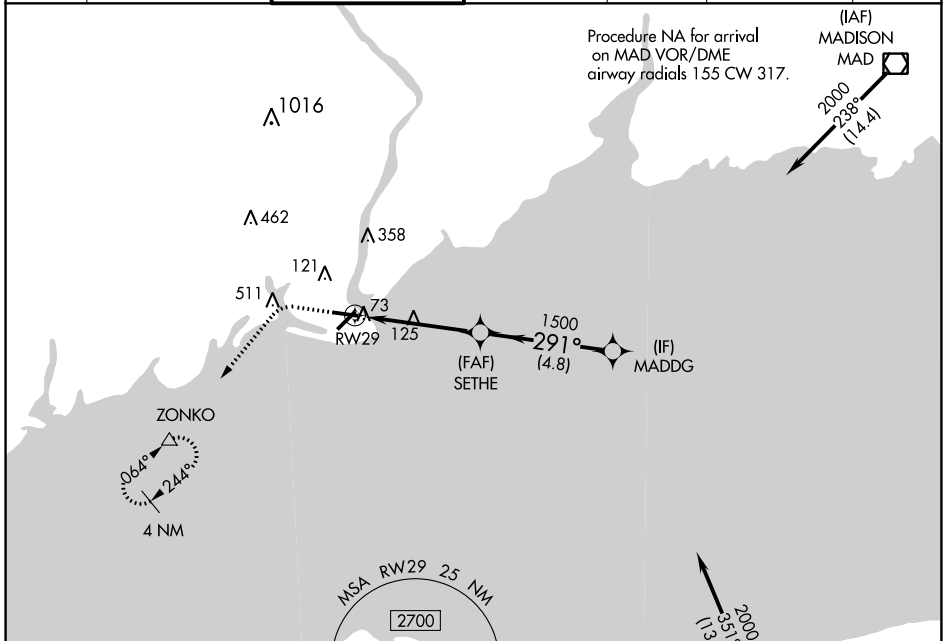 Procedure NA for arrival
on MAD VOR/DME
airway radials 155 CW 317.
(IAF)
MADISON
MAD
2000
238°
(14.4)
1016
462
358
121
511
73
125
RW29
(FAF)
SETHE
1500
291°
(4.8)
(IF)
MADDG
ZONKO
064°
244°
4 NM
MSA RW29 25 NM
2700
2000
351°
(13